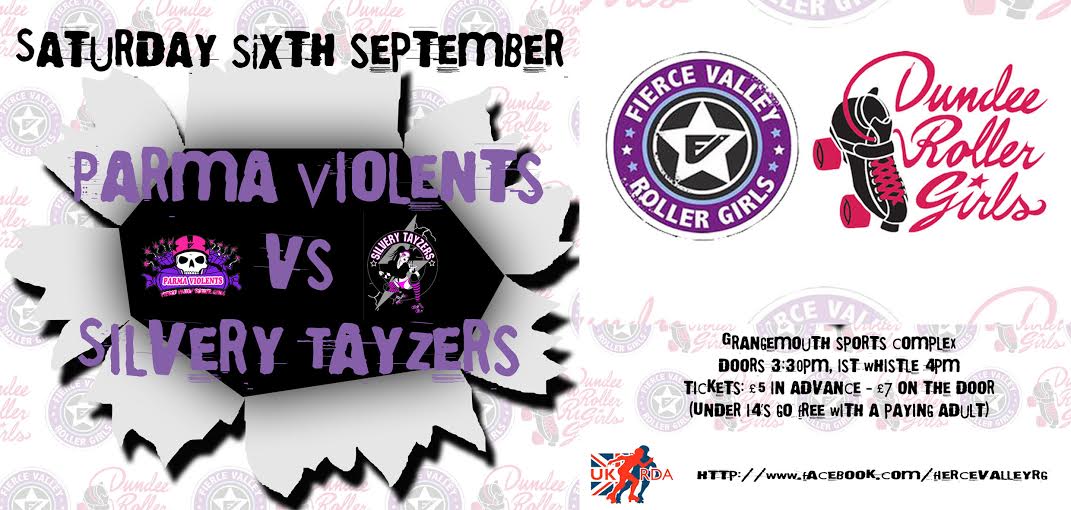 SATURDAY SIXTH SEPTEMBER
PARMA VIOLENTS
VS
SILVERY TAYZERS
PARMA VIOLENTS
SILVERY TAYZERS
FIERCE VALLEY
ROLLER GIRLS
Dundee
Roller
Girls
GRANGEMOUTH SPORTS COMPLEX
DOORS 3:30PM, 1ST WHISTLE 4PM
TICKETS: £5 IN ADVANCE - £7 ON THE DOOR
(UNDER 14'S GO FREE WITH A PAYING ADULT)
UK RDA
HTTP://WWW.FACEBOOK.COM/FIERCEVALLEYRG